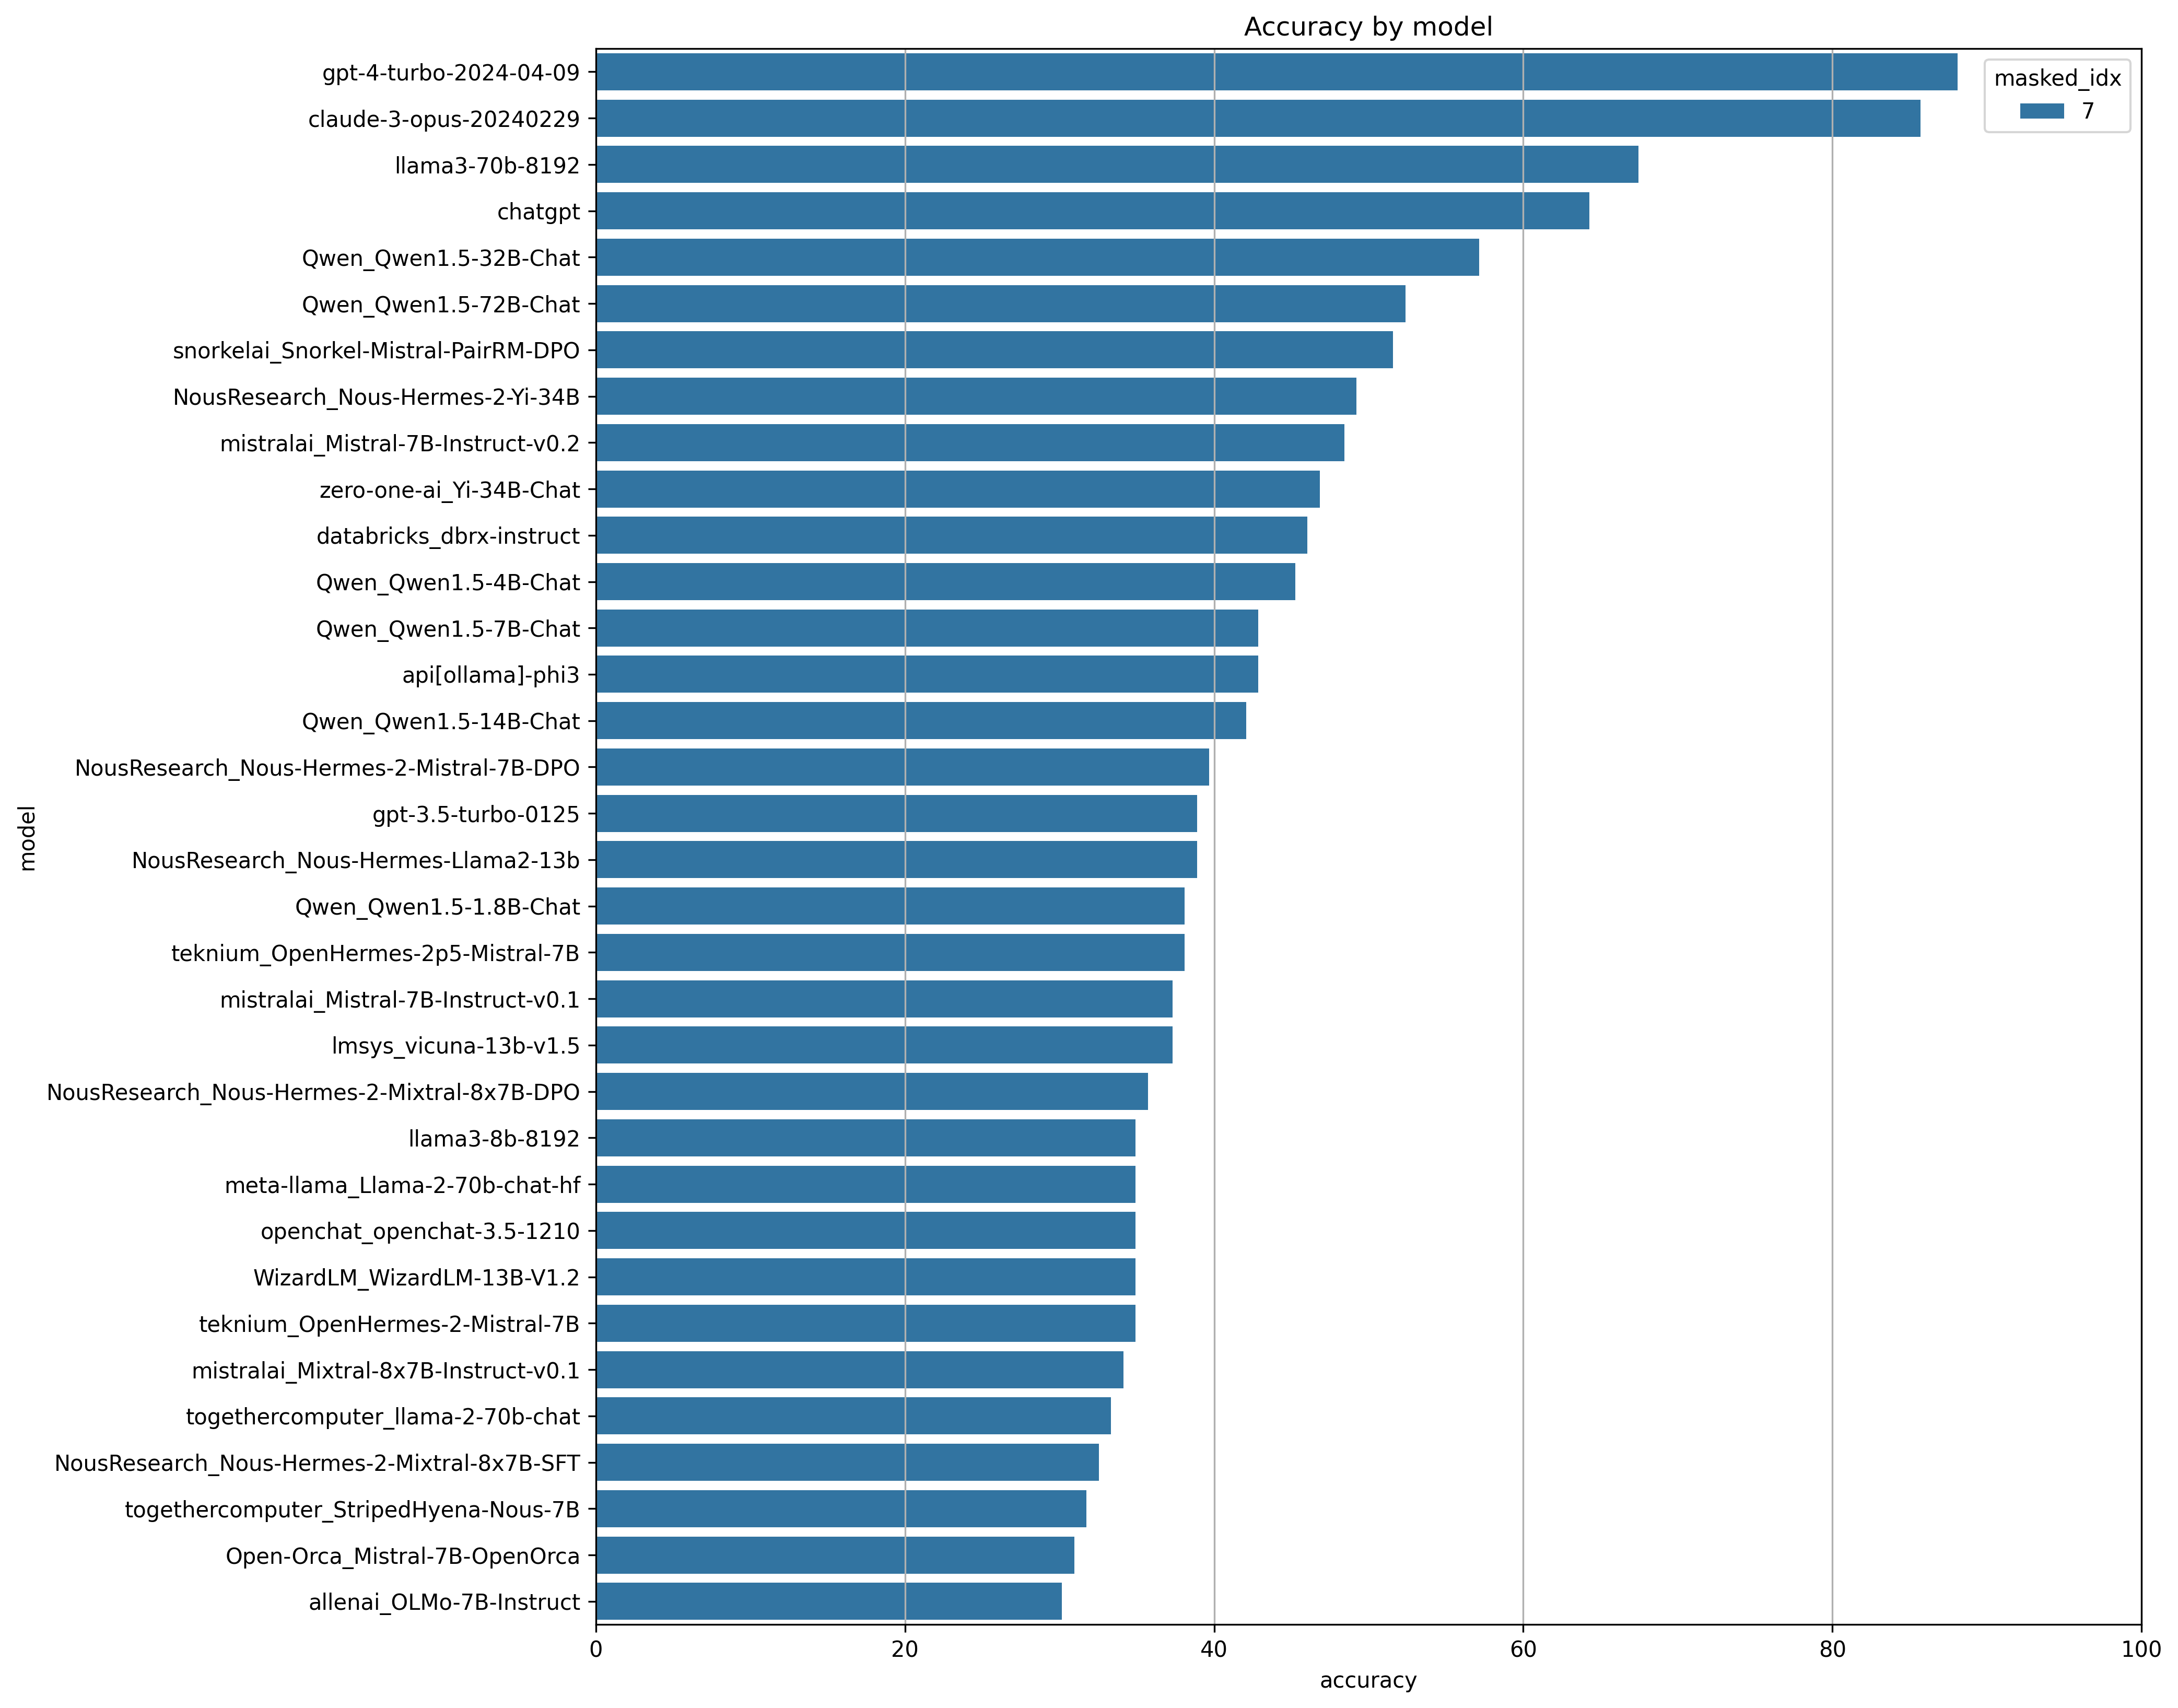 Accuracy by model
masked_idx
7
model
gpt-4-turbo-2024-04-09
claude-3-opus-20240229
llama3-70b-8192
chatgpt
Qwen_Qwen1.5-32B-Chat
Qwen_Qwen1.5-72B-Chat
snorkelai_Snorkel-Mistral-PairRM-DPO
NousResearch_Nous-Hermes-2-Yi-34B
mistralai_Mistral-7B-Instruct-v0.2
zero-one-ai_Yi-34B-Chat
databricks_dbrx-instruct
Qwen_Qwen1.5-4B-Chat
Qwen_Qwen1.5-7B-Chat
api[ollama]-phi3
Qwen_Qwen1.5-14B-Chat
NousResearch_Nous-Hermes-2-Mistral-7B-DPO
gpt-3.5-turbo-0125
NousResearch_Nous-Hermes-Llama2-13b
Qwen_Qwen1.5-1.8B-Chat
teknium_OpenHermes-2p5-Mistral-7B
mistralai_Mistral-7B-Instruct-v0.1
lmsys_vicuna-13b-v1.5
NousResearch_Nous-Hermes-2-Mixtral-8x7B-DPO
llama3-8b-8192
meta-llama_Llama-2-70b-chat-hf
openchat_openchat-3.5-1210
WizardLM_WizardLM-13B-V1.2
teknium_OpenHermes-2-Mistral-7B
mistralai_Mixtral-8x7B-Instruct-v0.1
togethercomputer_llama-2-70b-chat
NousResearch_Nous-Hermes-2-Mixtral-8x7B-SFT
togethercomputer_StripedHyena-Nous-7B
Open-Orca_Mistral-7B-OpenOrca
allenai_OLMo-7B-Instruct
0 20 40 60 80 100
accuracy